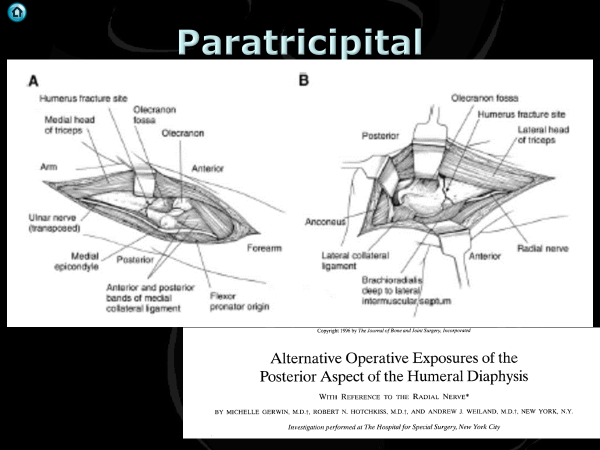 Paratricipital
A
Humerus fracture site
Olecranon
fossa
Medial head
of triceps
Olecranon
Arm
Anterior
Ulnar nerve
(transposed)
Forearm
Medial
epicondyle
Posterior
Anterior and posterior
bands of medial
collateral ligament
Flexor
pronator origin
B
Olecranon fossa
Humerus fracture site
Posterior
Lateral head
of triceps
Anconeus
Radial nerve
Lateral collateral
ligament
Anterior
Brachioradialis
deep to lateral
intermuscular septum
Copyright 1996 by The Journal of Bone and Joint Surgery, Incorporated
Alternative Operative Exposures of the
Posterior Aspect of the Humeral Diaphysis
WITH REFERENCE TO THE RADIAL NERVE*
BY MICHELLE GERWIN, M.D.†, ROBERT N. HOTCHKISS, M.D.†, AND ANDREW J. WEILAND, M.D.†, NEW YORK, N.Y.
Investigation performed at The Hospital for Special Surgery, New York City